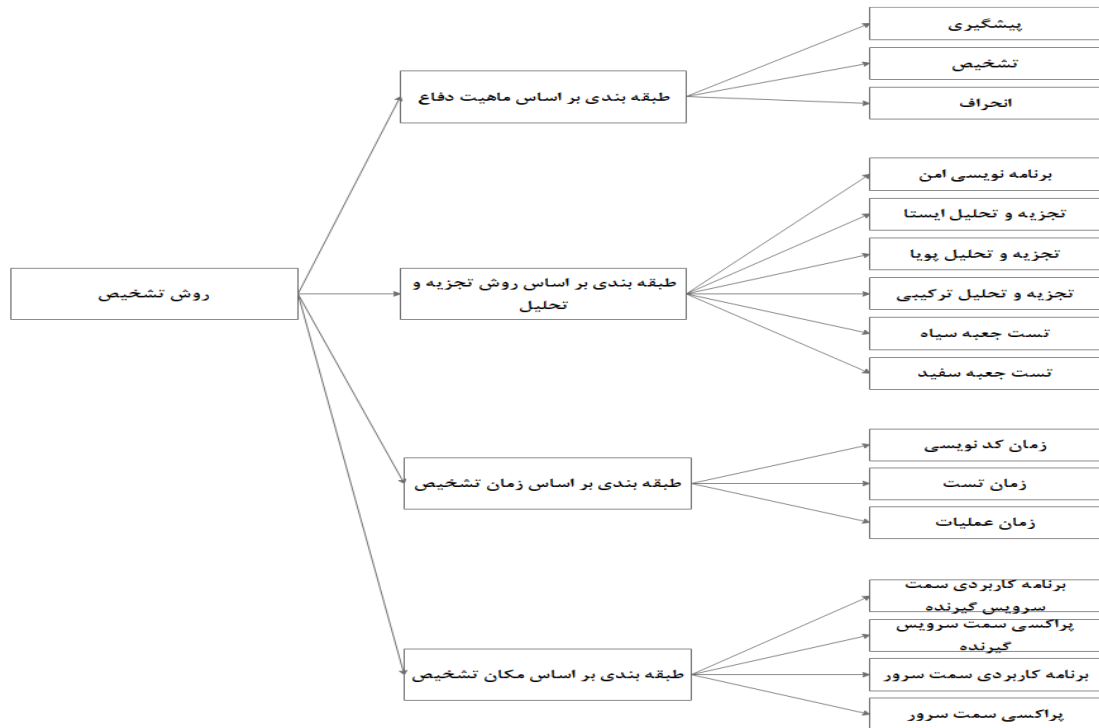 پیشگیری
تشخیص
انحراف
طبقه بندی بر اساس ماهیت دفاع
برنامه نویسی امن
تجزیه و تحلیل ایستا
تجزیه و تحلیل پویا
تجزیه و تحلیل ترکیبی
تست جعبه سیاه
تست جعبه سفید
طبقه بندی بر اساس روش تجزیه و
تحلیل
روش تشخیص
زمان کد نویسی
زمان تست
زمان عملیات
طبقه بندی بر اساس زمان تشخیص
برنامه کاربردی سمت
سرویس گیرنده
پراکسی سمت سرویس
گیرنده
برنامه کاربردی سمت سرور
پراکسی سمت سرور
طبقه بندی بر اساس مکان تشخیص